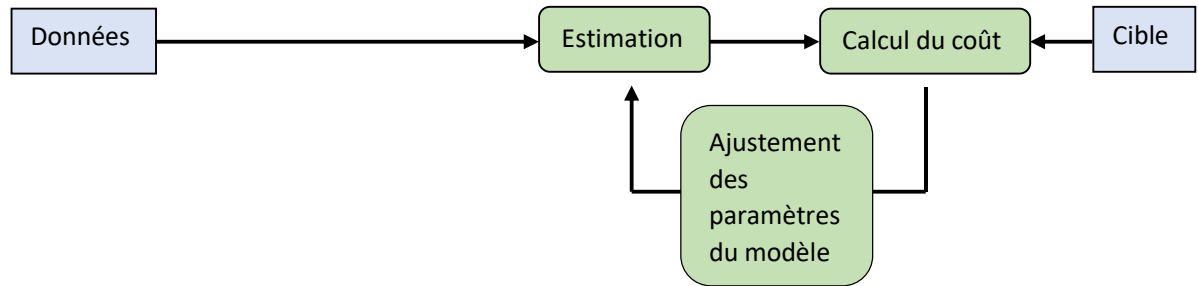 Données
Estimation
Calcul du coût
Cible
Ajustement
des
paramètres
du modèle